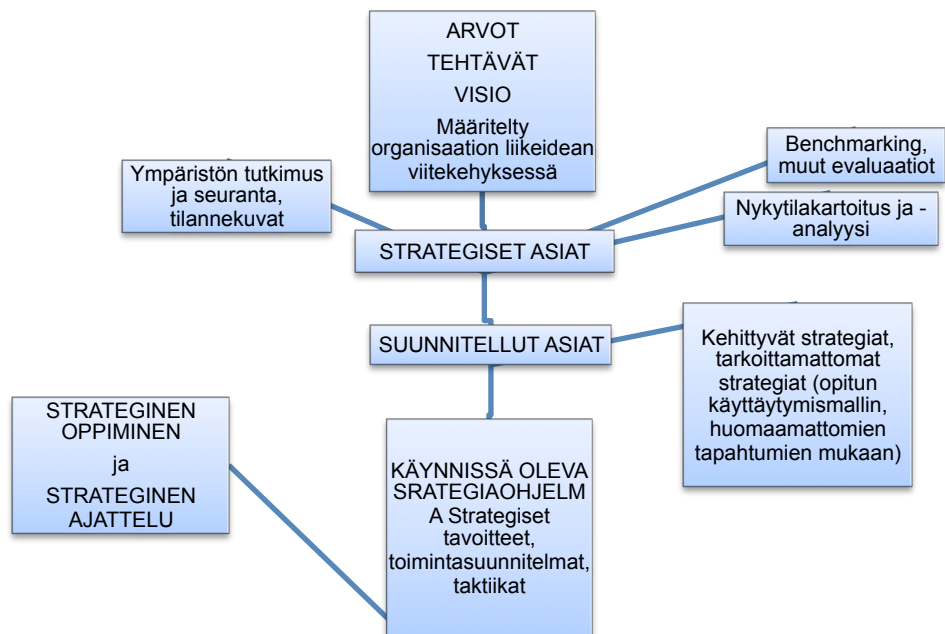 ARVOT
TEHTÄVÄT
VISIO
Määritelty
organisaation liikeidean
viitekehyksessä
Ympäristön tutkimus
ja seuranta,
tilannekuvat
Benchmarking,
muut evaluaatiot
Nykytilakartoitus ja -
analyysi
STRATEGISET ASIAT
SUUNNITELLUT ASIAT
Kehittyvät strategiat,
tarkoittamattomat
strategiat (opitun
käyttäytymismallin,
huomaamattomien
tapahtumien mukaan)
STRATEGINEN
OPPIMINEN
ja
STRATEGINEN
AJATTELU
KÄYNNISSÄ OLEVA
SRATEGIAOHJELM
A Strategiset
tavoitteet,
toimintasuunnitelmat,
taktiikat